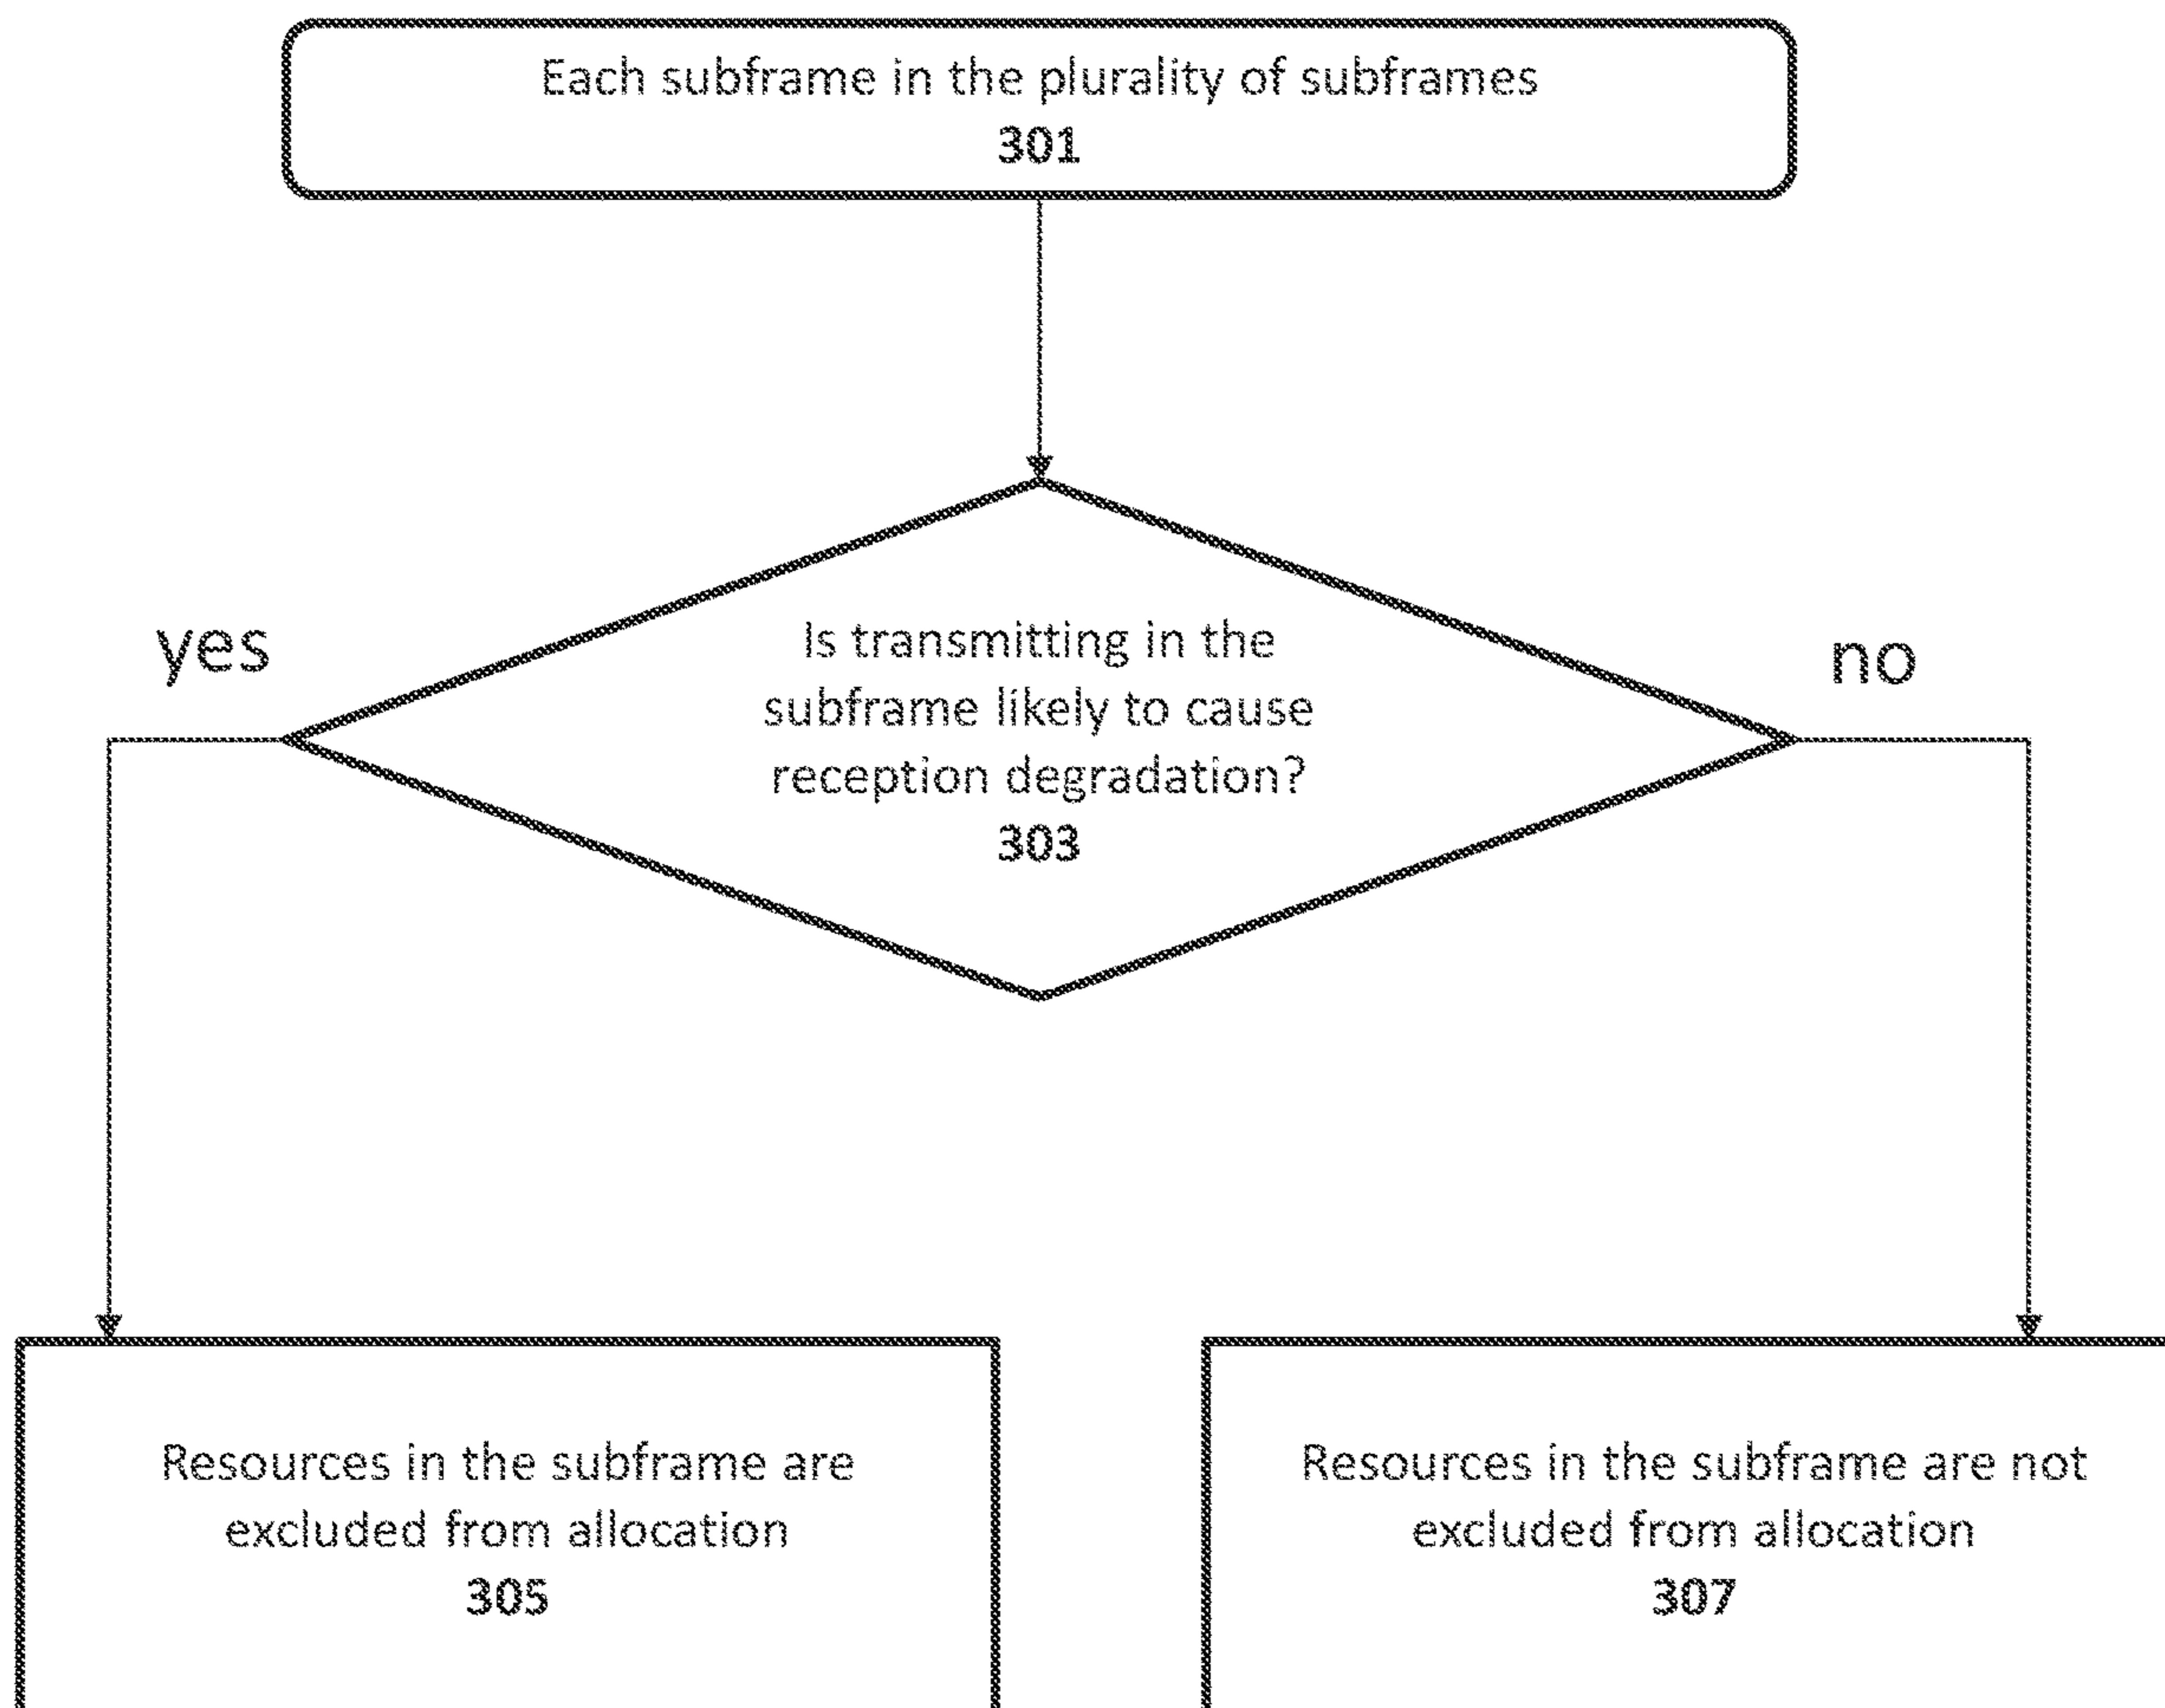 Each subframe in the plurality of subframes
301
yes
no
Is transmitting in the
subframe likely to cause
reception degradation?
303
Resources in the subframe are
excluded from allocation
305
Resources in the subframe are not
excluded from allocation
307